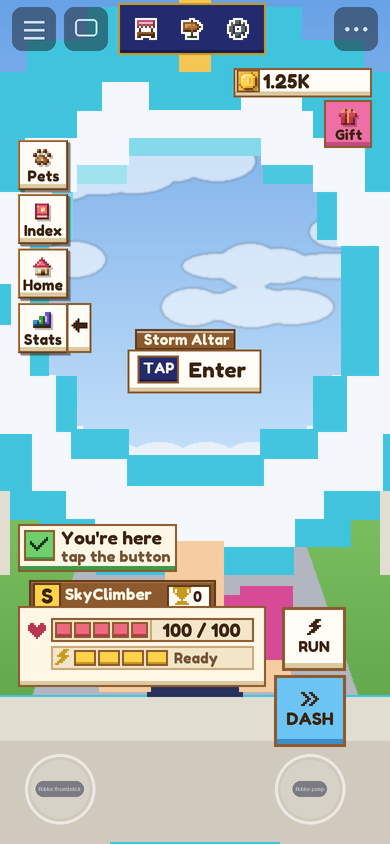 1.25K
Gift
Pets
Index
Home
Stats
Storm Altar
TAP Enter
You're here
tap the button
S SkyClimber 0
100 / 100
Ready
RUN
DASH
Roblox thumbstick
Roblox jump